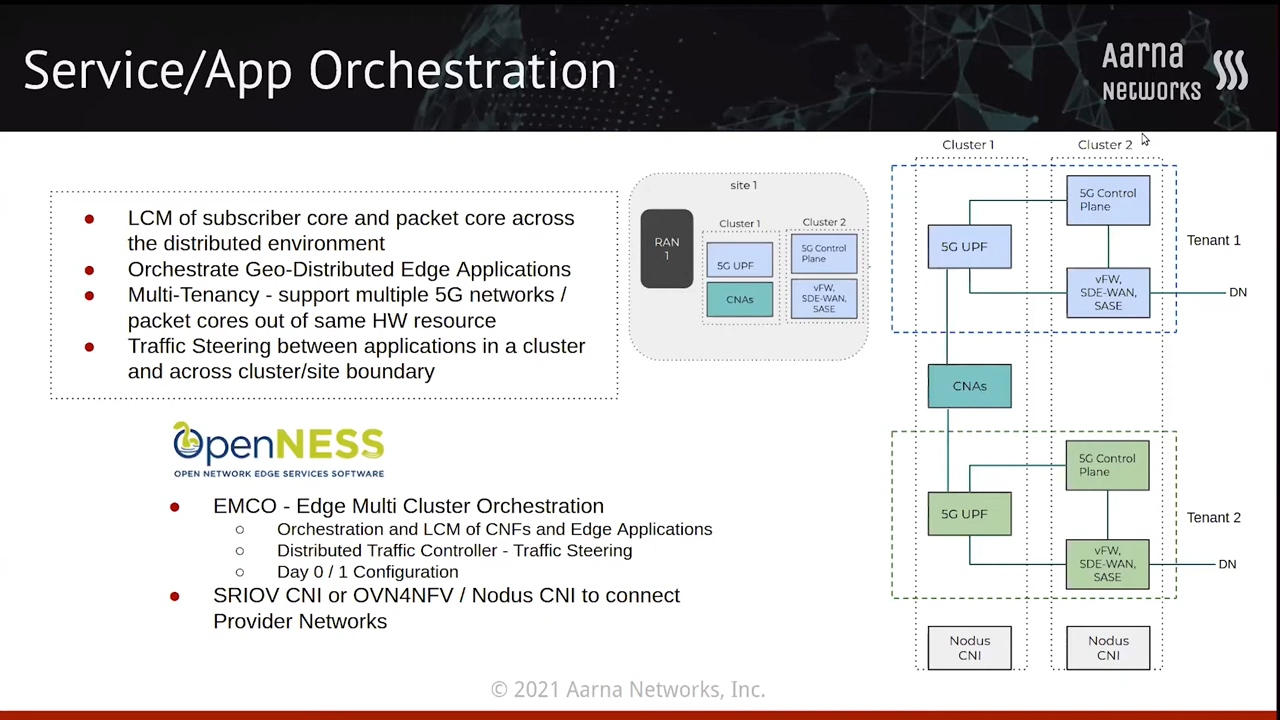 Service/App Orchestration
Aarna
Networks
LCM of subscriber core and packet core across
the distributed environment
Orchestrate Geo-Distributed Edge Applications
Multi-Tenancy - support multiple 5G networks /
packet cores out of same HW resource
Traffic Steering between applications in a cluster
and across cluster/site boundary
site 1
RAN
1
Cluster 1
5G UPF
CNAs
Cluster 2
5G Control
Plane
vFW,
SDE-WAN,
SASE
Cluster 1
Cluster 2
5G UPF
5G Control
Plane
vFW,
SDE-WAN,
SASE
Tenant 1
DN
CNAs
5G UPF
5G Control
Plane
vFW,
SDE-WAN,
SASE
Tenant 2
DN
Nodus
CNI
Nodus
CNI
OpenNESS
OPEN NETWORK EDGE SERVICES SOFTWARE
EMCO - Edge Multi Cluster Orchestration
Orchestration and LCM of CNFs and Edge Applications
Distributed Traffic Controller - Traffic Steering
Day 0 / 1 Configuration
SRIOV CNI or OVN4NFV / Nodus CNI to connect
Provider Networks
© 2021 Aarna Networks, Inc.